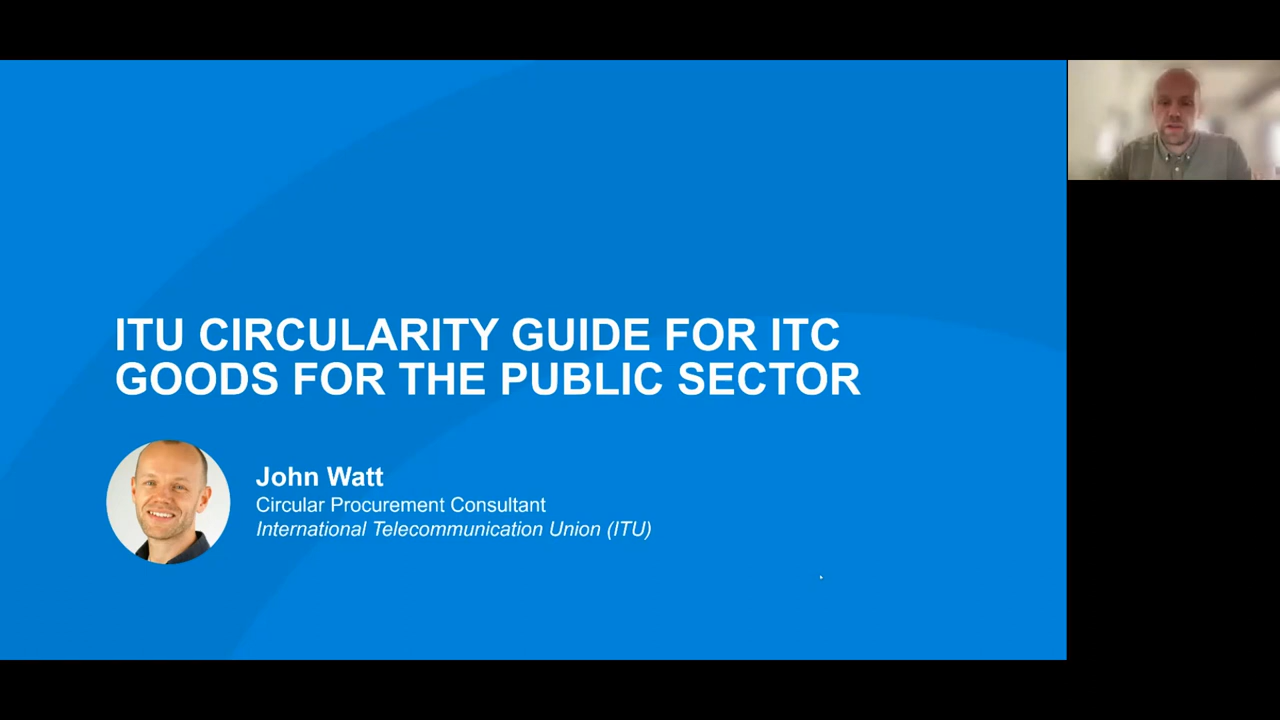 ITU CIRCULARITY GUIDE FOR ITC
GOODS FOR THE PUBLIC SECTOR
John Watt
Circular Procurement Consultant
International Telecommunication Union (ITU)